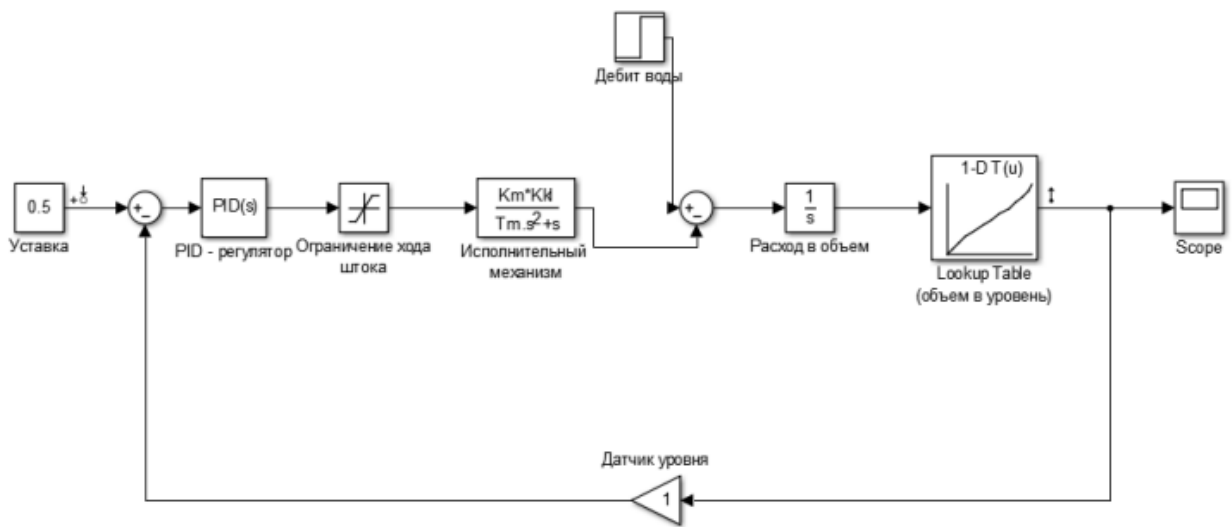 Дебит воды
0.5
Уставка
+
-
PID(s)
PID - регулятор
Ограничение хода
штока
Km*Kkl
Tm.s²+s
Исполнительный
механизм
+
-
1
s
Расход в объем
1-D T(u)
Lookup Table
(объем в уровень)
Scope
Датчик уровня
1